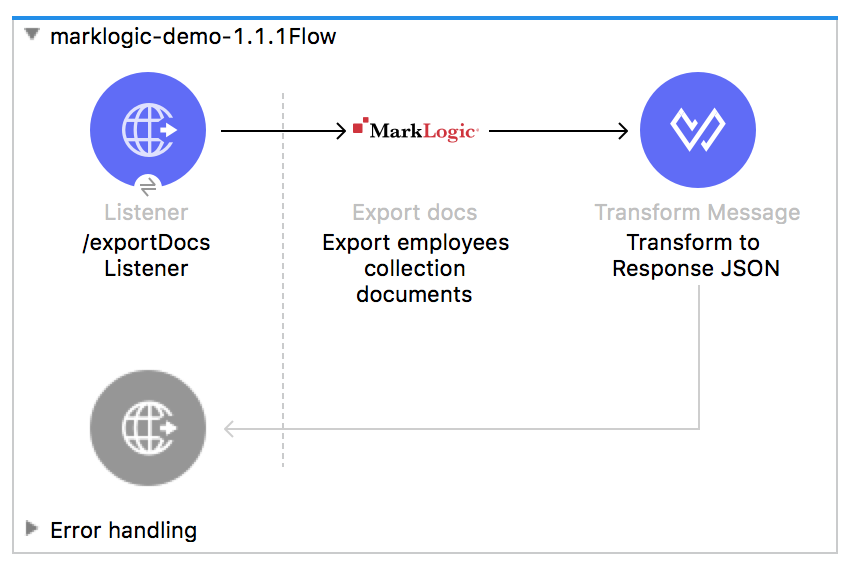 marklogic-demo-1.1.1Flow
MarkLogic
Listener
/exportDocs
Listener
Export docs
Export employees
collection
documents
Transform Message
Transform to
Response JSON
Error handling